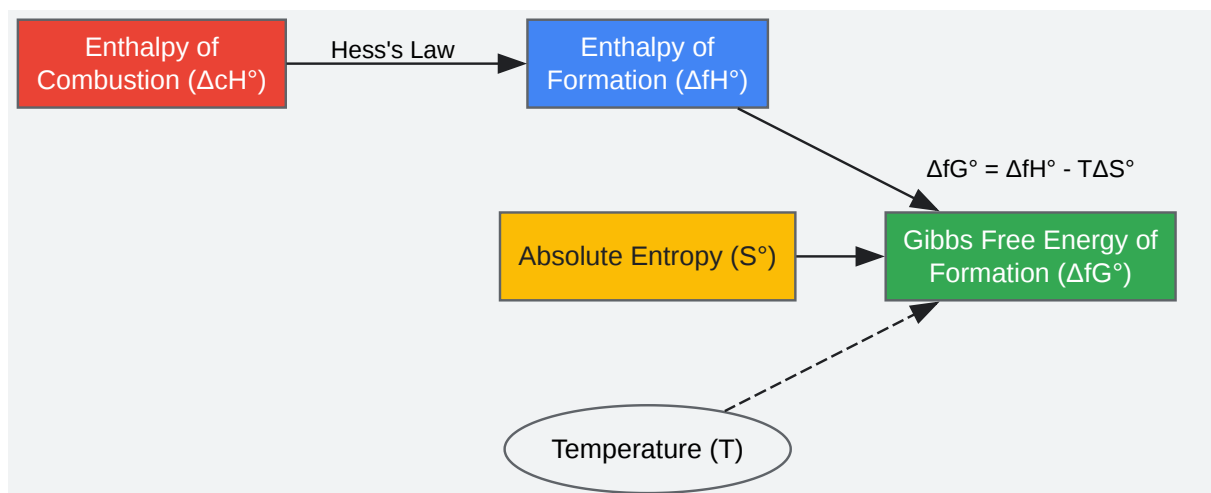 Enthalpy of
Combustion (ΔcH°)
Hess's Law
Enthalpy of
Formation (ΔfH°)
ΔfG° = ΔfH° - TΔS°
Absolute Entropy (S°)
Gibbs Free Energy of
Formation (ΔfG°)
Temperature (T)